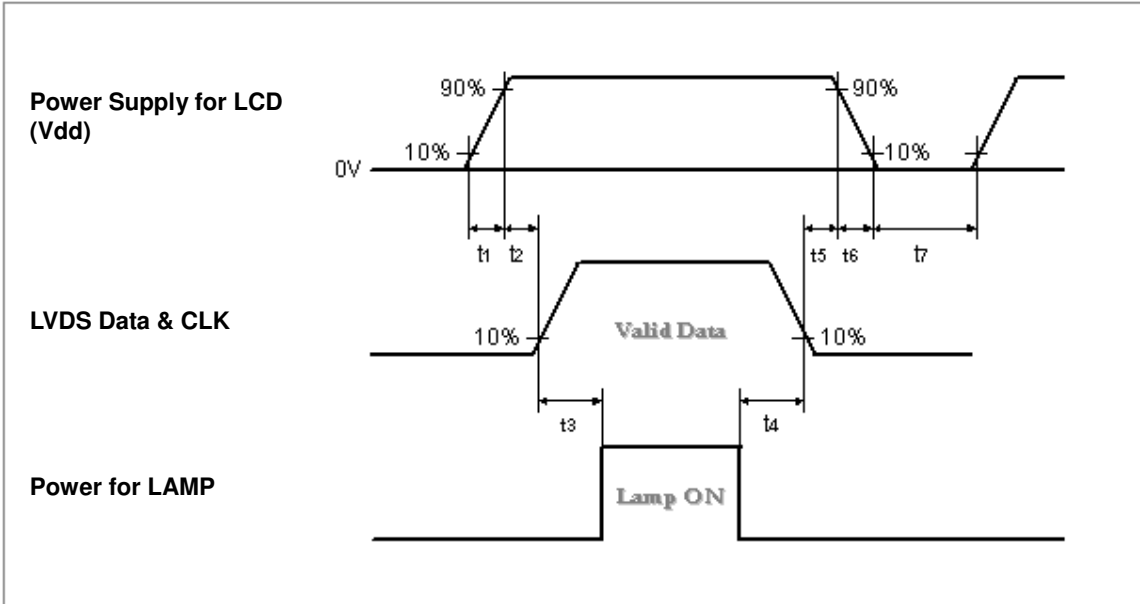 Power Supply for LCD
(Vdd)
90%
90%
10%
10%
0V
t1
t2
t5
t6
t7
LVDS Data & CLK
10%
Valid Data
10%
t3
t4
Power for LAMP
Lamp ON